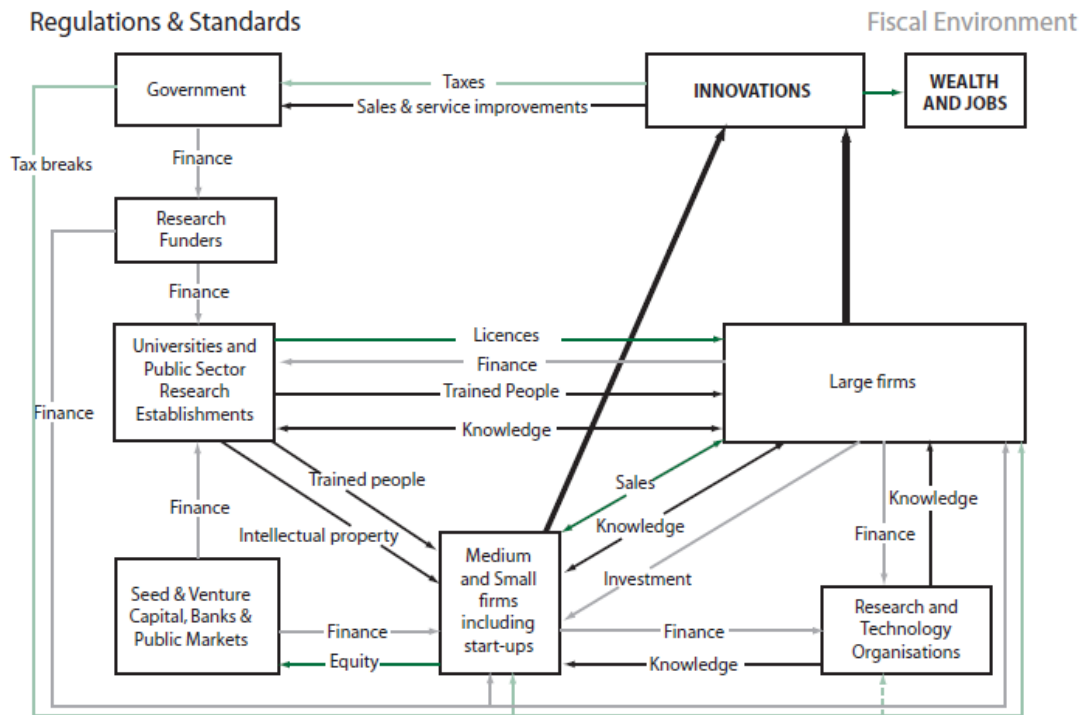 Regulations & Standards
Fiscal Environment
Government
Taxes
Sales & service improvements
INNOVATIONS
WEALTH
AND JOBS
Tax breaks
Finance
Research
Funders
Finance
Universities and
Public Sector
Research
Establishments
Licences
Finance
Trained People
Knowledge
Large firms
Finance
Trained people
Intellectual property
Finance
Sales
Knowledge
Investment
Knowledge
Finance
Seed & Venture
Capital, Banks &
Public Markets
Finance
Equity
Medium
and Small
firms
including
start-ups
Finance
Knowledge
Research and
Technology
Organisations